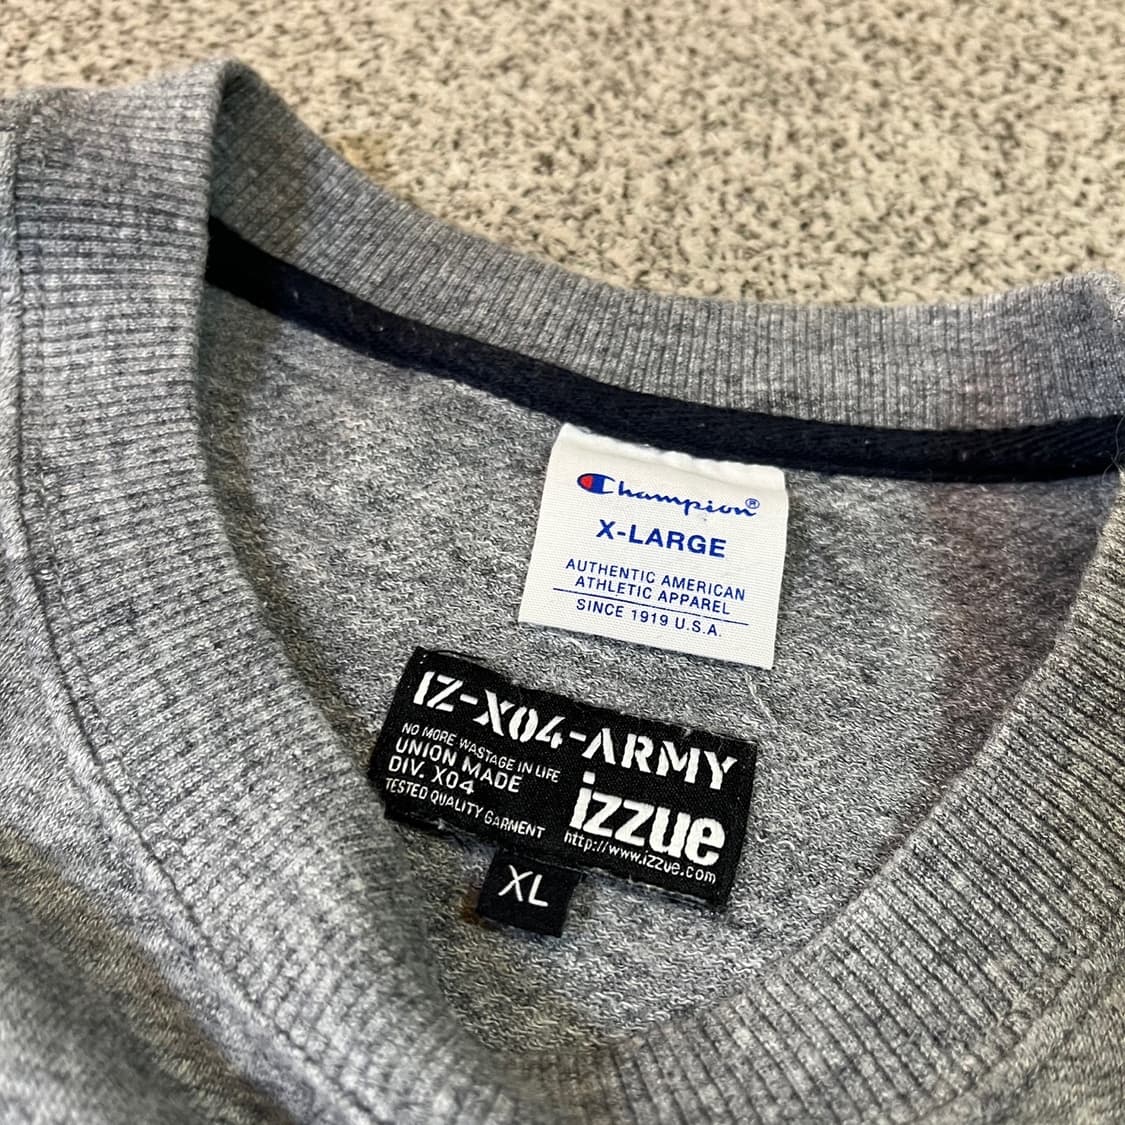 Champion®
X-LARGE
AUTHENTIC AMERICAN
ATHLETIC APPAREL
SINCE 1919 U.S.A.
IZ-X04-ARMY
NO MORE WASTAGE IN LIFE
UNION MADE
DIV. X04
TESTED QUALITY GARMENT
izzue
http://www.izzue.com
XL